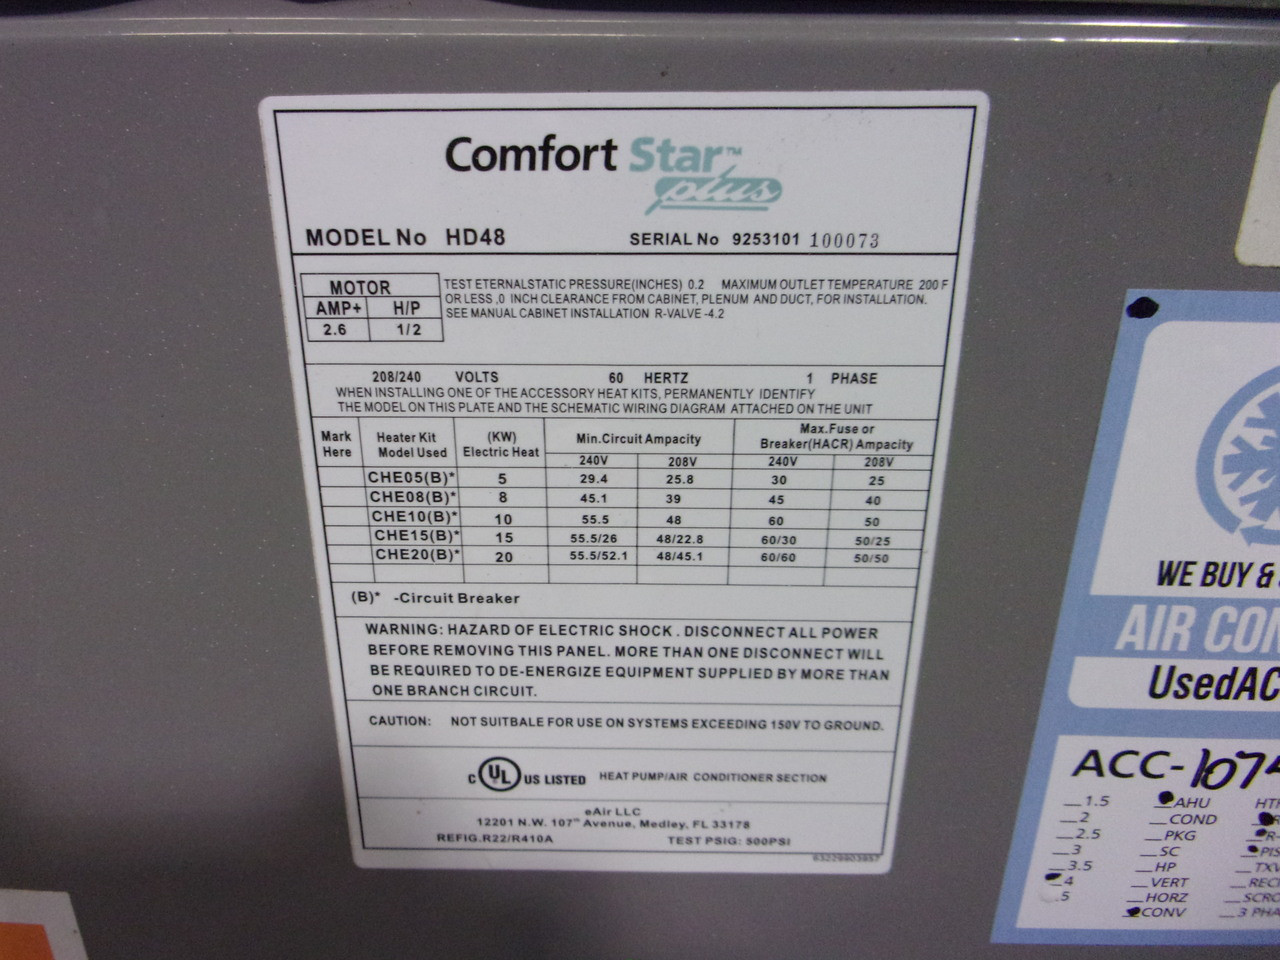 Comfort Star™
plus
MODEL No HD48 SERIAL No 9253101 100073
MOTOR
AMP+ H/P
2.6 1/2
TEST ETERNALSTATIC PRESSURE(INCHES) 0.2 MAXIMUM OUTLET TEMPERATURE 200 F
OR LESS ,0 INCH CLEARANCE FROM CABINET, PLENUM AND DUCT, FOR INSTALLATION.
SEE MANUAL CABINET INSTALLATION R-VALVE -4.2
208/240 VOLTS 60 HERTZ 1 PHASE
WHEN INSTALLING ONE OF THE ACCESSORY HEAT KITS, PERMANENTLY IDENTIFY
THE MODEL ON THIS PLATE AND THE SCHEMATIC WIRING DIAGRAM ATTACHED ON THE UNIT
Mark Here Heater Kit Model Used (KW) Electric Heat Min.Circuit Ampacity Max.Fuse or Breaker(HACR) Ampacity
240V 208V 240V 208V
CHE05(B)* 5 29.4 25.8 30 25
CHE08(B)* 8 45.1 39 45 40
CHE10(B)* 10 55.5 48 60 50
CHE15(B)* 15 55.5/26 48/22.8 60/30 50/25
CHE20(B)* 20 55.5/52.1 48/45.1 60/60 50/50
(B)* -Circuit Breaker
WARNING: HAZARD OF ELECTRIC SHOCK . DISCONNECT ALL POWER
BEFORE REMOVING THIS PANEL. MORE THAN ONE DISCONNECT WILL
BE REQUIRED TO DE-ENERGIZE EQUIPMENT SUPPLIED BY MORE THAN
ONE BRANCH CIRCUIT.
CAUTION: NOT SUITBALE FOR USE ON SYSTEMS EXCEEDING 150V TO GROUND.
C UL US LISTED HEAT PUMP/AIR CONDITIONER SECTION
eAir LLC
12201 N.W. 107th Avenue, Medley, FL 33178
REFIG.R22/R410A TEST PSIG: 500PSI
WE BUY &
AIR CON
UsedAC
ACC-1074
1.5 AHU HTR
2 COND
2.5 PKG R-
3 SC PIS
3.5 HP TXV
4 VERT RECI
.5 HORZ SCRO
CONV 3 PHA